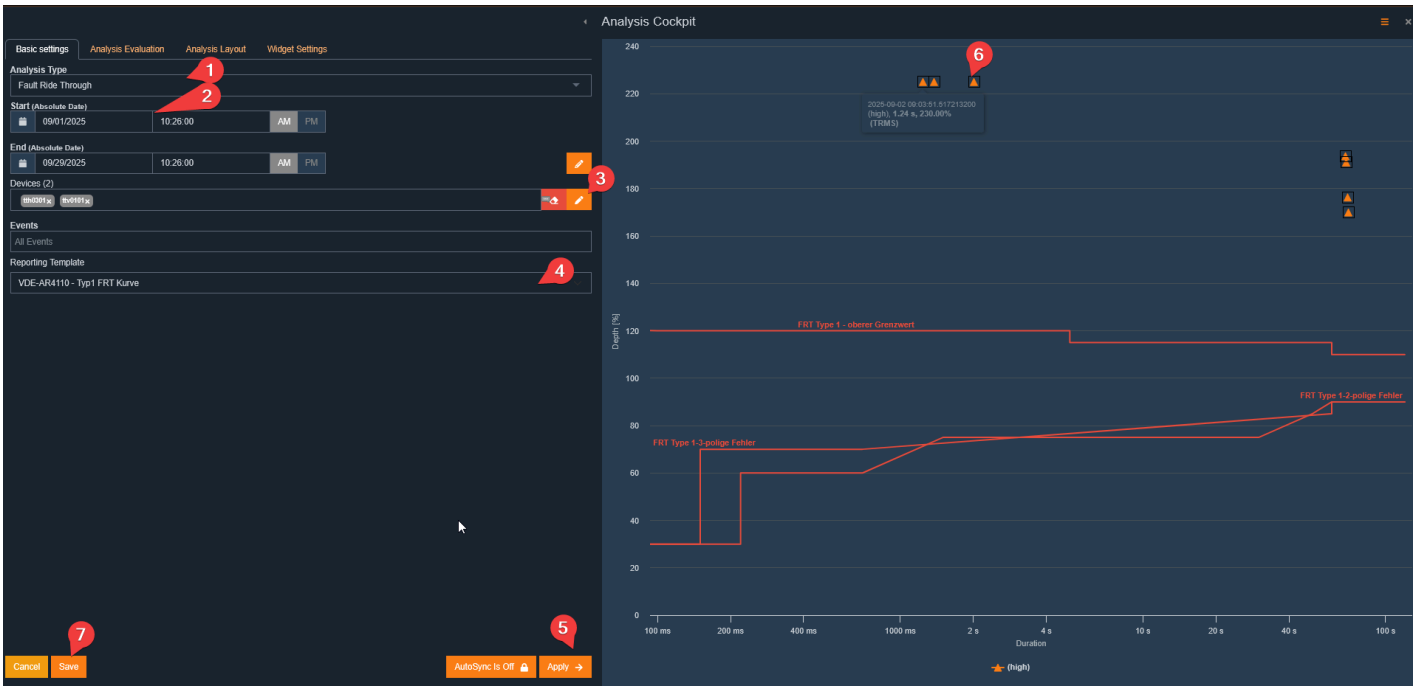 Analysis Cockpit
Basic settings Analysis Evaluation Analysis Layout Widget Settings
Analysis Type
1
Fault Ride Through
2
Start (Absolute Date)
09/01/2025 10:26:00 AM PM
End (Absolute Date)
09/29/2025 10:26:00 AM PM
3
Devices (2)
tth0301 x ttv0101 x
Events
All Events
Reporting Template
4
VDE-AR4110 - Typ1 FRT Kurve
7
5
Cancel Save AutoSync Is Off Apply →
6
240
220
200
180
160
140
120
100
80
60
40
20
0
Depth [%]
2025-09-02 09:03:51.517213200
(high), 1.24 s, 230.00%
(TRMS)
FRT Type 1 - oberer Grenzwert
FRT Type 1-2-polige Fehler
FRT Type 1-3-polige Fehler
100 ms 200 ms 400 ms 1000 ms 2 s 4 s 10 s 20 s 40 s 100 s
Duration
(high)